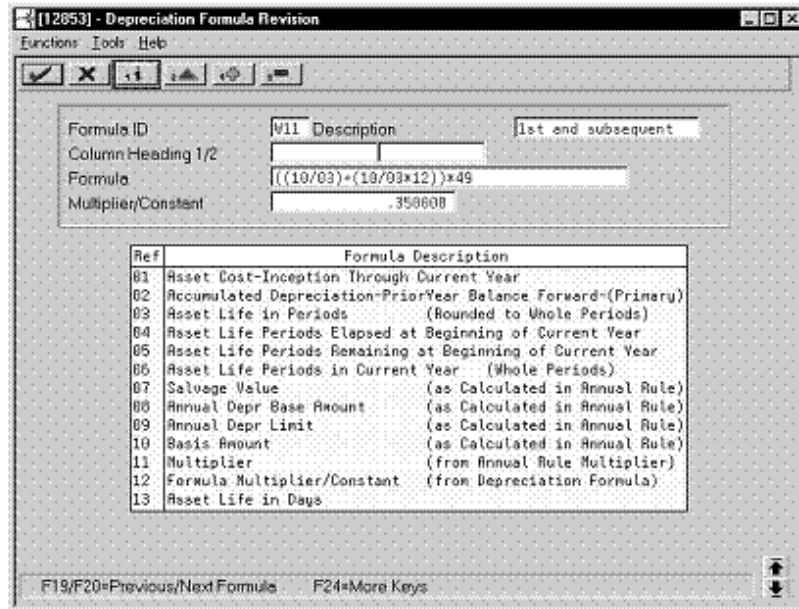 [12853] - Depreciation Formula Revision
Functions Tools Help
Formula ID W11 Description 1st and subsequent
Column Heading 1/2
Formula ((10/03)+(10/03*12))*49
Multiplier/Constant .350000
Ref Formula Description
01 Asset Cost-Inception Through Current Year
02 Accumulated Depreciation-PriorYear Balance Forward-(Primary)
03 Asset Life in Periods (Rounded to Whole Periods)
04 Asset Life Periods Elapsed at Beginning of Current Year
05 Asset Life Periods Remaining at Beginning of Current Year
06 Asset Life Periods in Current Year (Whole Periods)
07 Salvage Value (as Calculated in Annual Rule)
08 Annual Depr Base Amount (as Calculated in Annual Rule)
09 Annual Depr Limit (as Calculated in Annual Rule)
10 Basis Amount (as Calculated in Annual Rule)
11 Multiplier (from Annual Rule Multiplier)
12 Formula Multiplier/Constant (from Depreciation Formula)
13 Asset Life in Days
F19/F20=Previous/Next Formula F24=More Keys